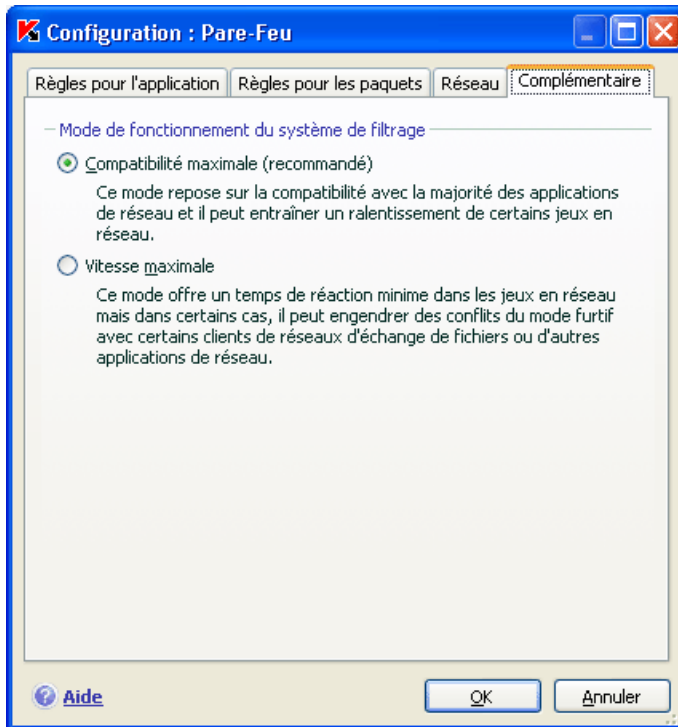 Configuration : Pare-Feu
Règles pour l'application
Règles pour les paquets
Réseau
Complémentaire
Mode de fonctionnement du système de filtrage
Compatibilité maximale (recommandé)
Ce mode repose sur la compatibilité avec la majorité des applications
de réseau et il peut entraîner un ralentissement de certains jeux en
réseau.
Vitesse maximale
Ce mode offre un temps de réaction minime dans les jeux en réseau
mais dans certains cas, il peut engendrer des conflits du mode furtif
avec certains clients de réseaux d'échange de fichiers ou d'autres
applications de réseau.
Aide
OK
Annuler